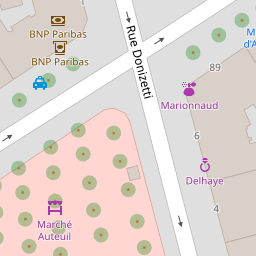 BNP Paribas
BNP Paribas
Rue Donizetti
M
d'A
89
Marionnaud
6
Delhaye
4
Marché
Auteuil